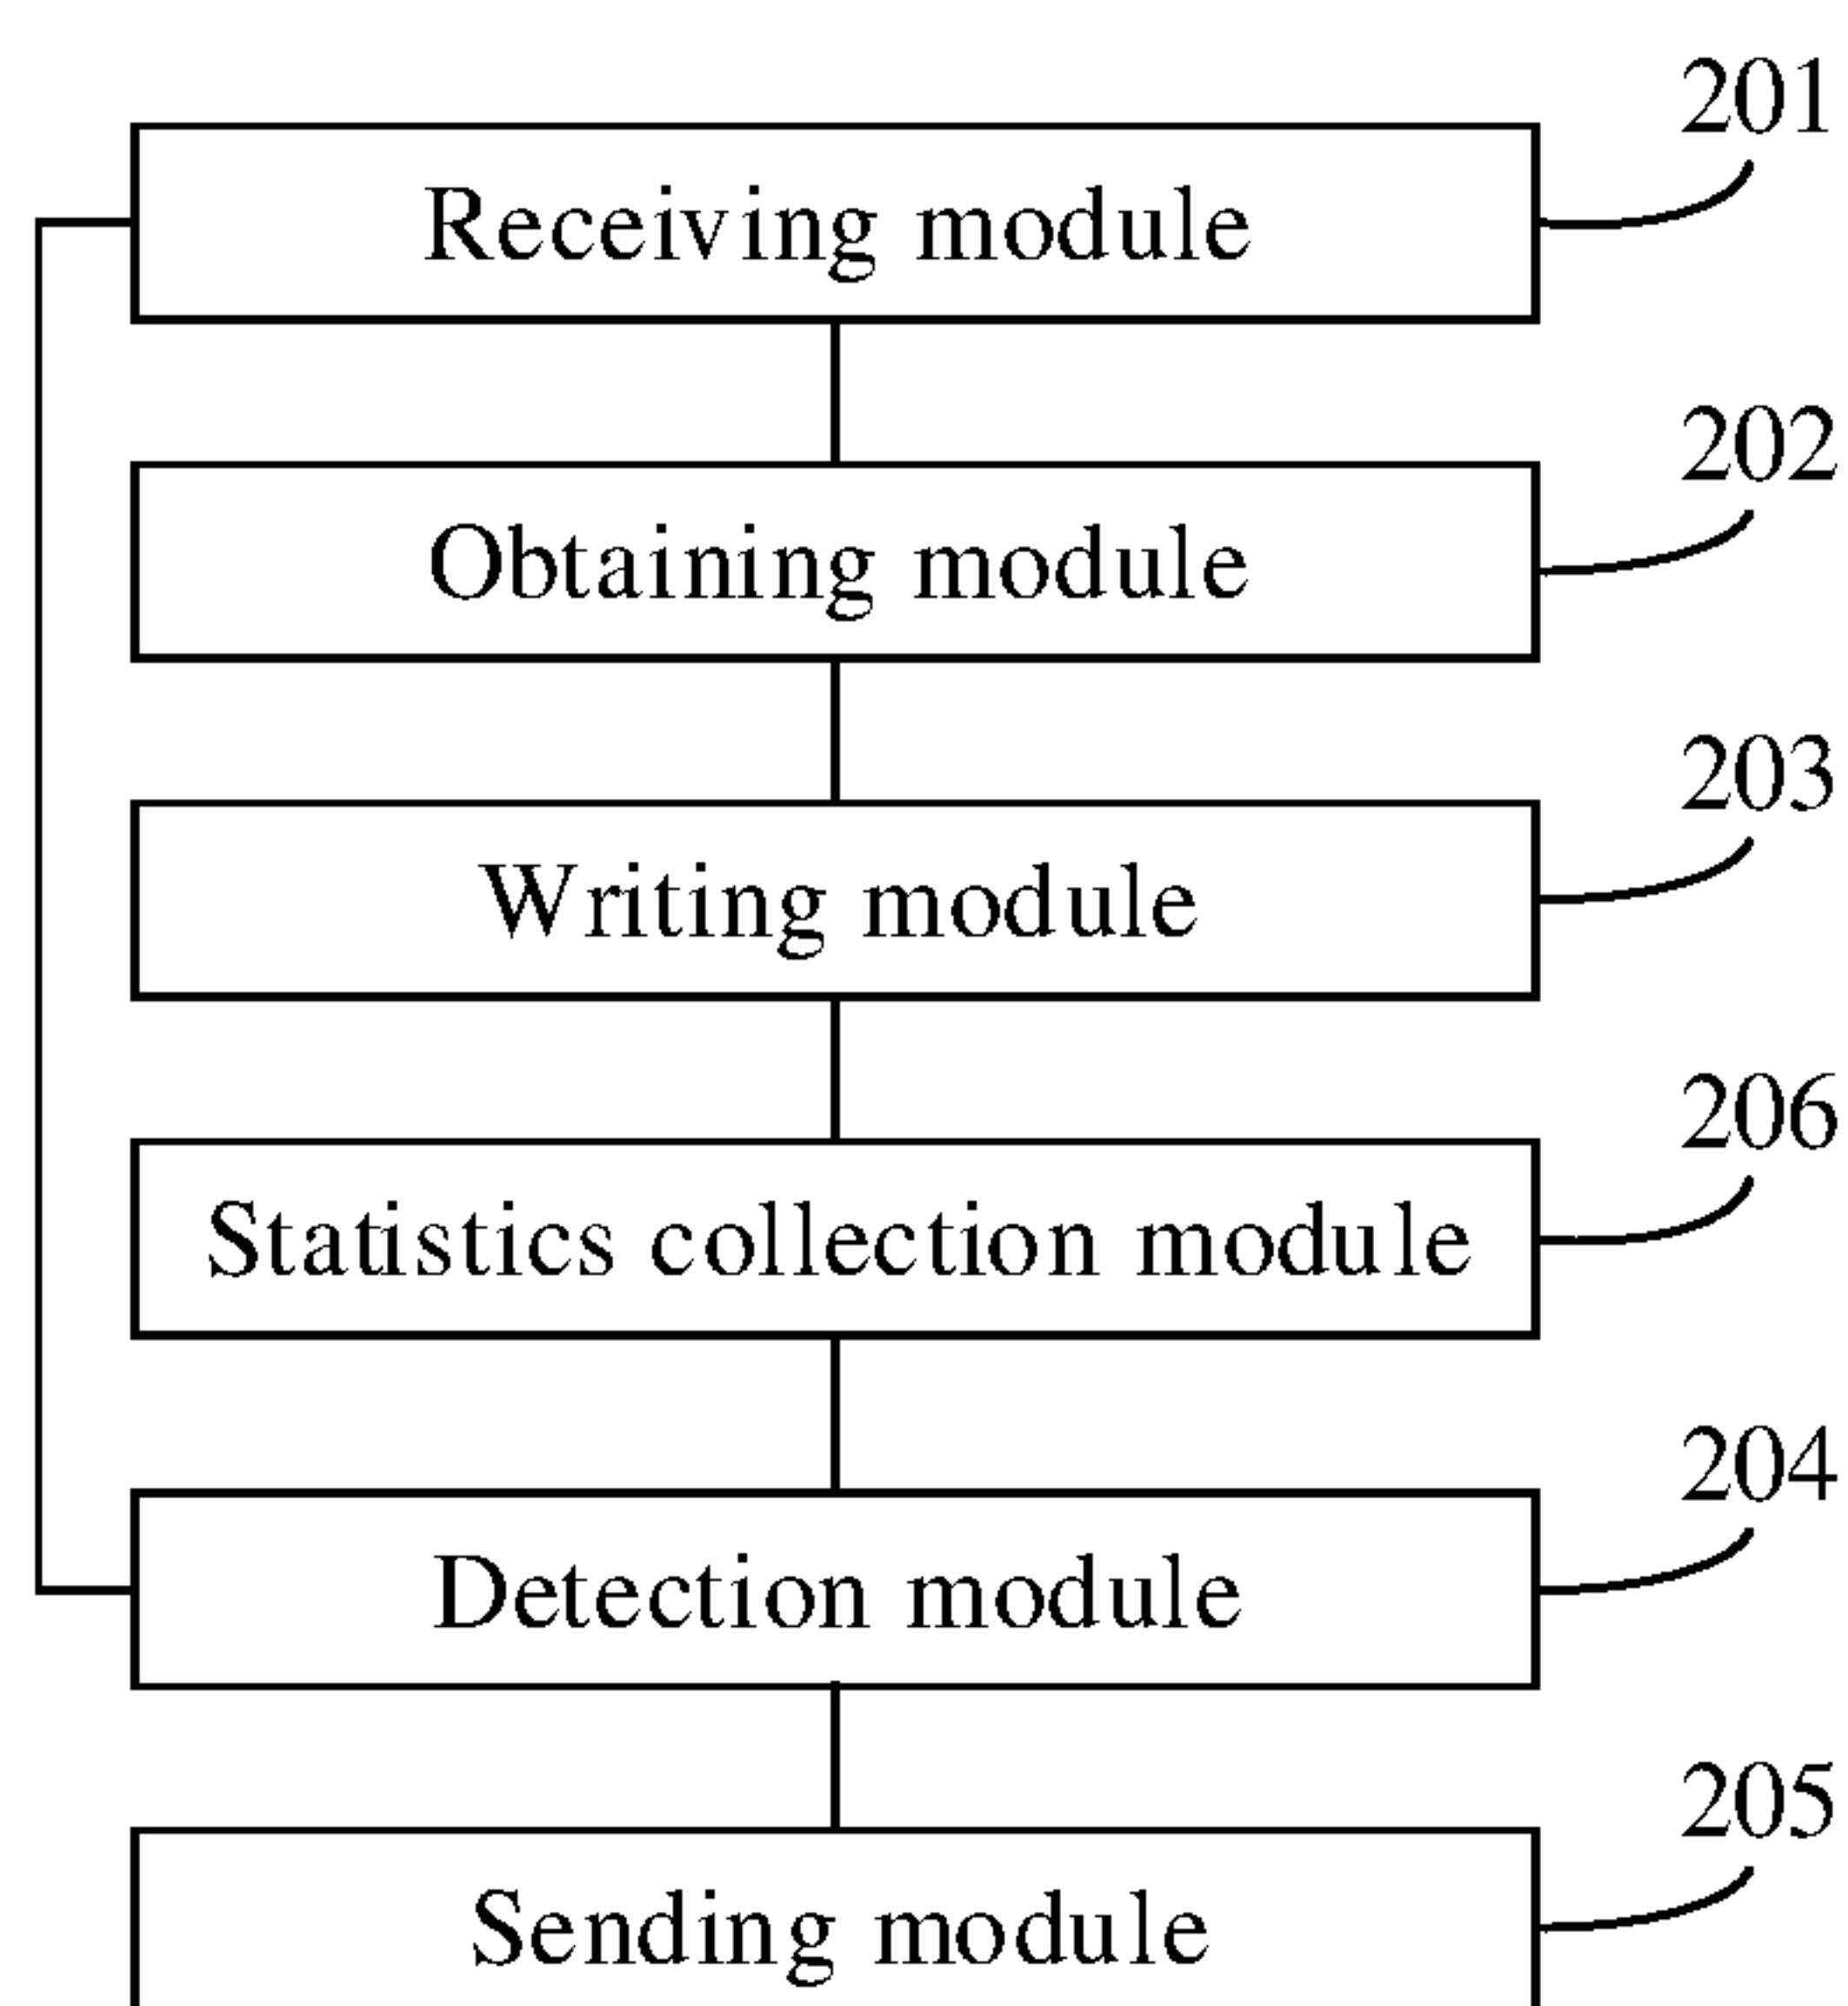 201
Receiving module
202
Obtaining module
203
Writing module
206
Statistics collection module
204
Detection module
205
Sending module